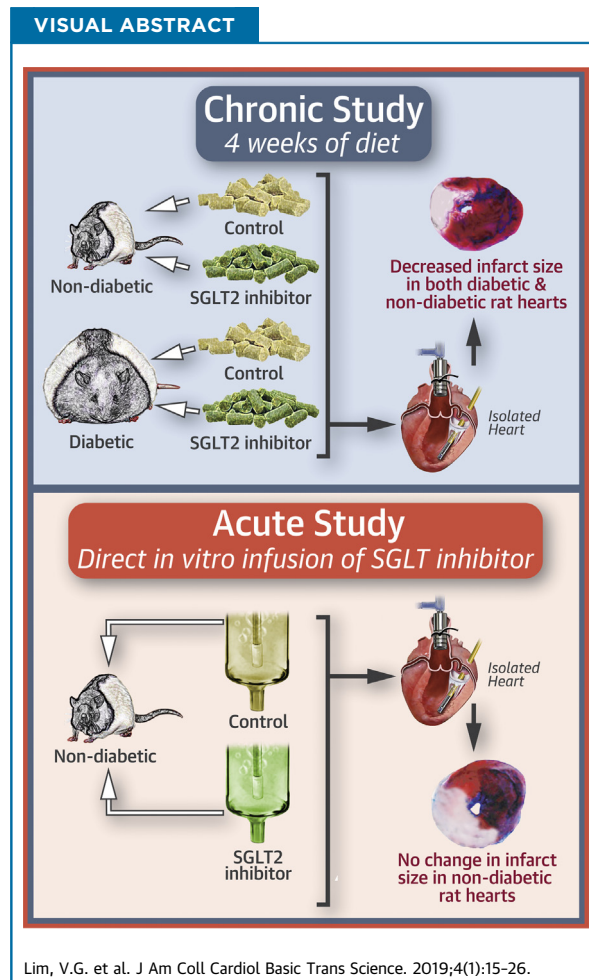 VISUAL ABSTRACT
Chronic Study
4 weeks of diet
Control
Non-diabetic
SGLT2 inhibitor
Control
Diabetic
SGLT2 inhibitor
Decreased infarct size
in both diabetic &
non-diabetic rat hearts
Isolated
Heart
Acute Study
Direct in vitro infusion of SGLT inhibitor
Control
Non-diabetic
SGLT2
inhibitor
Isolated
Heart
No change in infarct
size in non-diabetic
rat hearts
Lim, V.G. et al. J Am Coll Cardiol Basic Trans Science. 2019;4(1):15–26.